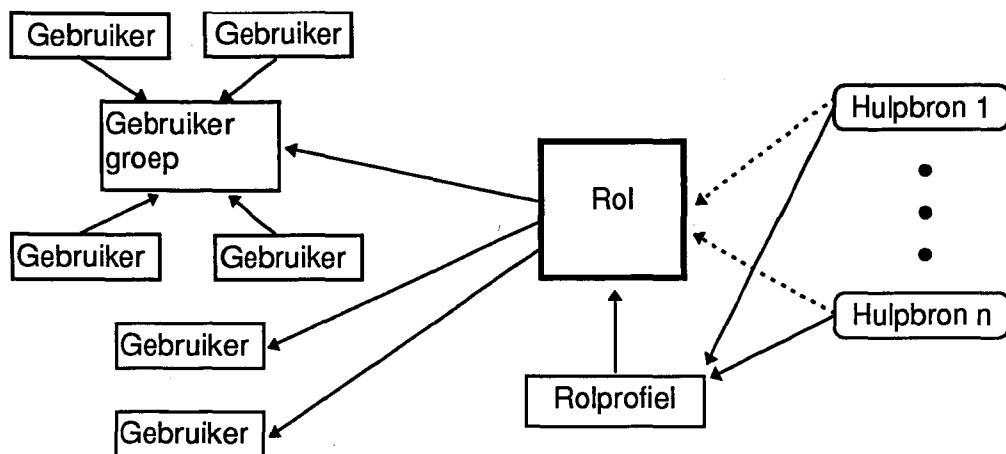 Gebruiker
Gebruiker
Gebruiker
groep
Gebruiker
Gebruiker
Gebruiker
Gebruiker
Rol
Rolprofiel
Hulpbron 1
Hulpbron n